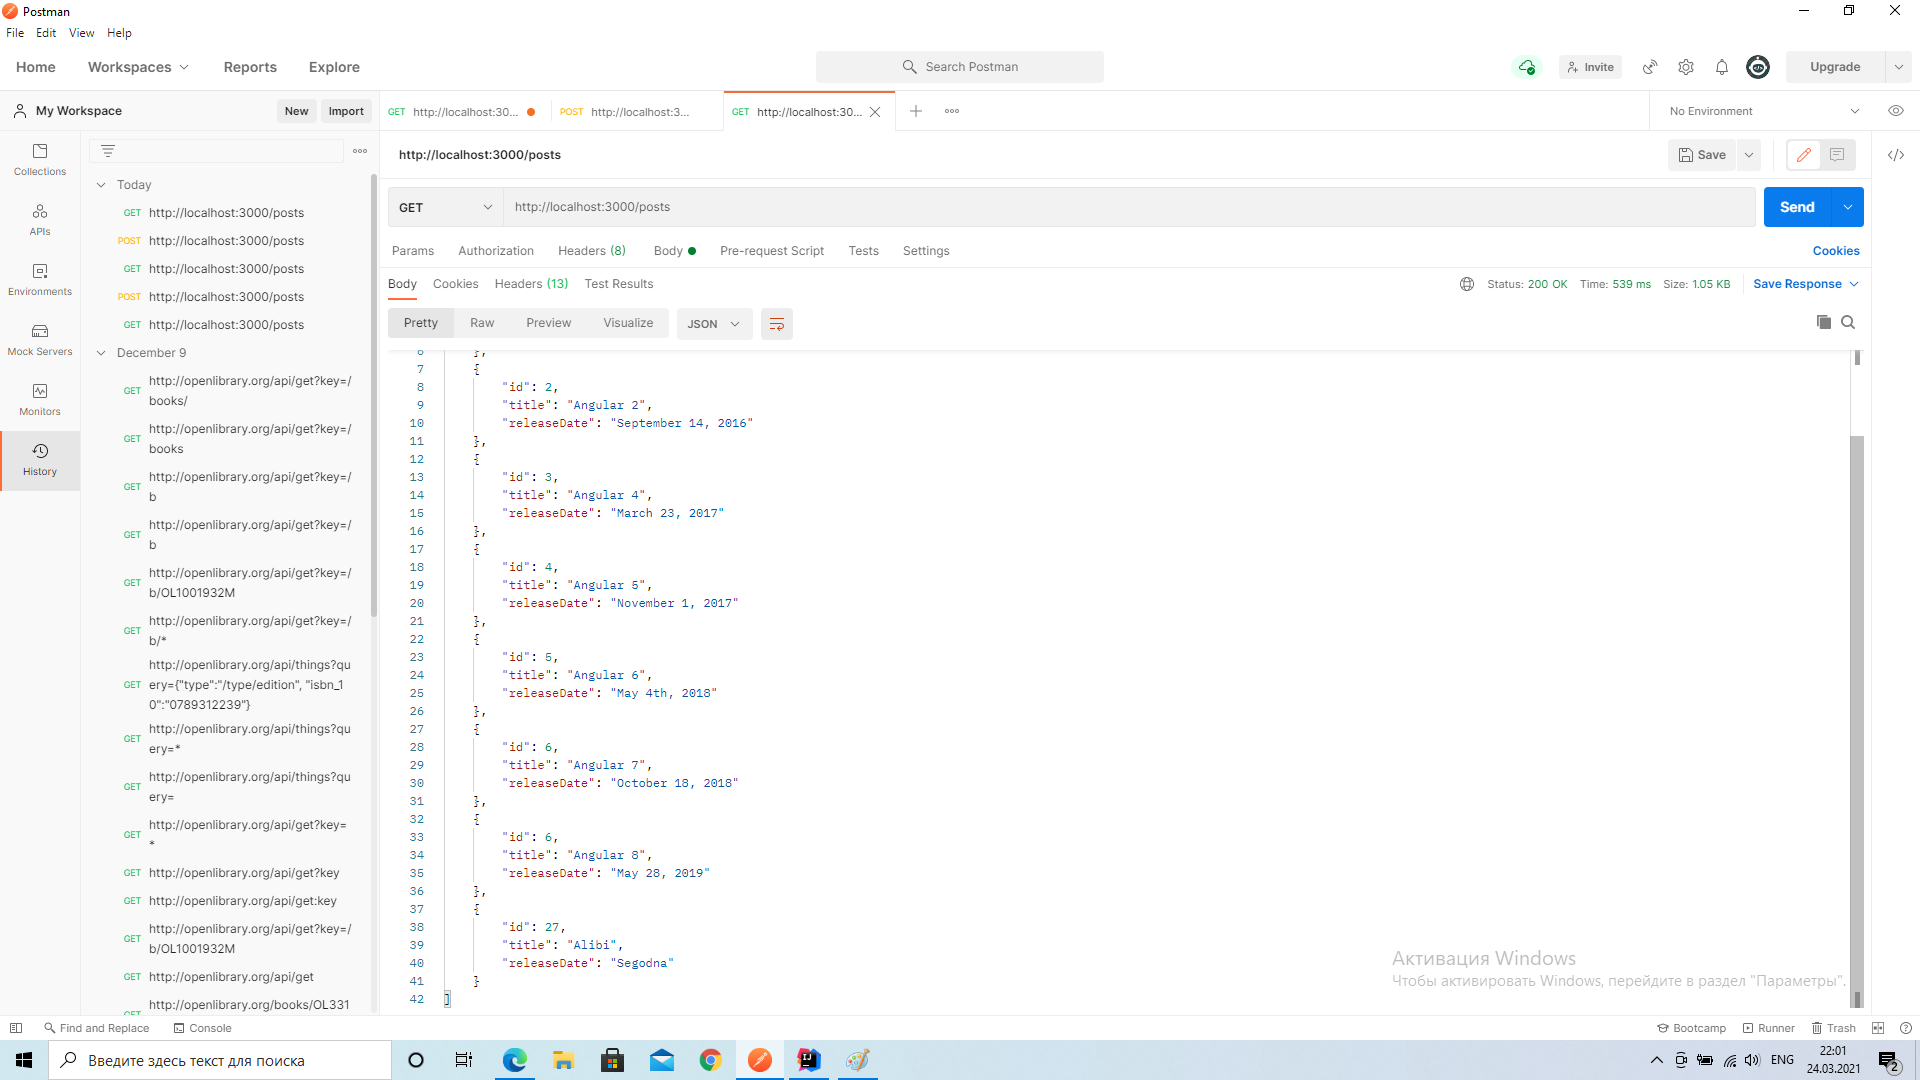 Postman
File Edit View Help
Home Workspaces Reports Explore Search Postman Invite Upgrade
My Workspace New Import GET http://localhost:30... POST http://localhost:3... GET http://localhost:30... No Environment
http://localhost:3000/posts Save
Collections
APIs
Environments
Mock Servers
Monitors
History
Today
GET http://localhost:3000/posts
POST http://localhost:3000/posts
GET http://localhost:3000/posts
POST http://localhost:3000/posts
GET http://localhost:3000/posts
December 9
GET http://openlibrary.org/api/get?key=/
books/
GET http://openlibrary.org/api/get?key=/
books
GET http://openlibrary.org/api/get?key=/
b
GET http://openlibrary.org/api/get?key=/
b
GET http://openlibrary.org/api/get?key=/
b/OL1001932M
GET http://openlibrary.org/api/get?key=/
b/*
http://openlibrary.org/api/things?qu
GET ery={"type":"/type/edition", "isbn_1
0":"0789312239"}
GET http://openlibrary.org/api/things?qu
ery=*
GET http://openlibrary.org/api/things?qu
ery=
GET http://openlibrary.org/api/get?key=
*
GET http://openlibrary.org/api/get?key
GET http://openlibrary.org/api/get:key
GET http://openlibrary.org/api/get?key=/
b/OL1001932M
GET http://openlibrary.org/api/get
http://openlibrary.org/books/OL331
GET
GET http://localhost:3000/posts Send
Params Authorization Headers (8) Body Pre-request Script Tests Settings Cookies
Body Cookies Headers (13) Test Results Status: 200 OK Time: 539 ms Size: 1.05 KB Save Response
Pretty Raw Preview Visualize JSON
6 },
7 {
8 "id": 2,
9 "title": "Angular 2",
10 "releaseDate": "September 14, 2016"
11 },
12 {
13 "id": 3,
14 "title": "Angular 4",
15 "releaseDate": "March 23, 2017"
16 },
17 {
18 "id": 4,
19 "title": "Angular 5",
20 "releaseDate": "November 1, 2017"
21 },
22 {
23 "id": 5,
24 "title": "Angular 6",
25 "releaseDate": "May 4th, 2018"
26 },
27 {
28 "id": 6,
29 "title": "Angular 7",
30 "releaseDate": "October 18, 2018"
31 },
32 {
33 "id": 6,
34 "title": "Angular 8",
35 "releaseDate": "May 28, 2019"
36 },
37 {
38 "id": 27,
39 "title": "Alibi",
40 "releaseDate": "Segodna"
41 }
42 ]
Активация Windows
Чтобы активировать Windows, перейдите в раздел "Параметры".
Find and Replace Console Bootcamp Runner Trash
Введите здесь текст для поиска ENG 22:01
24.03.2021 2